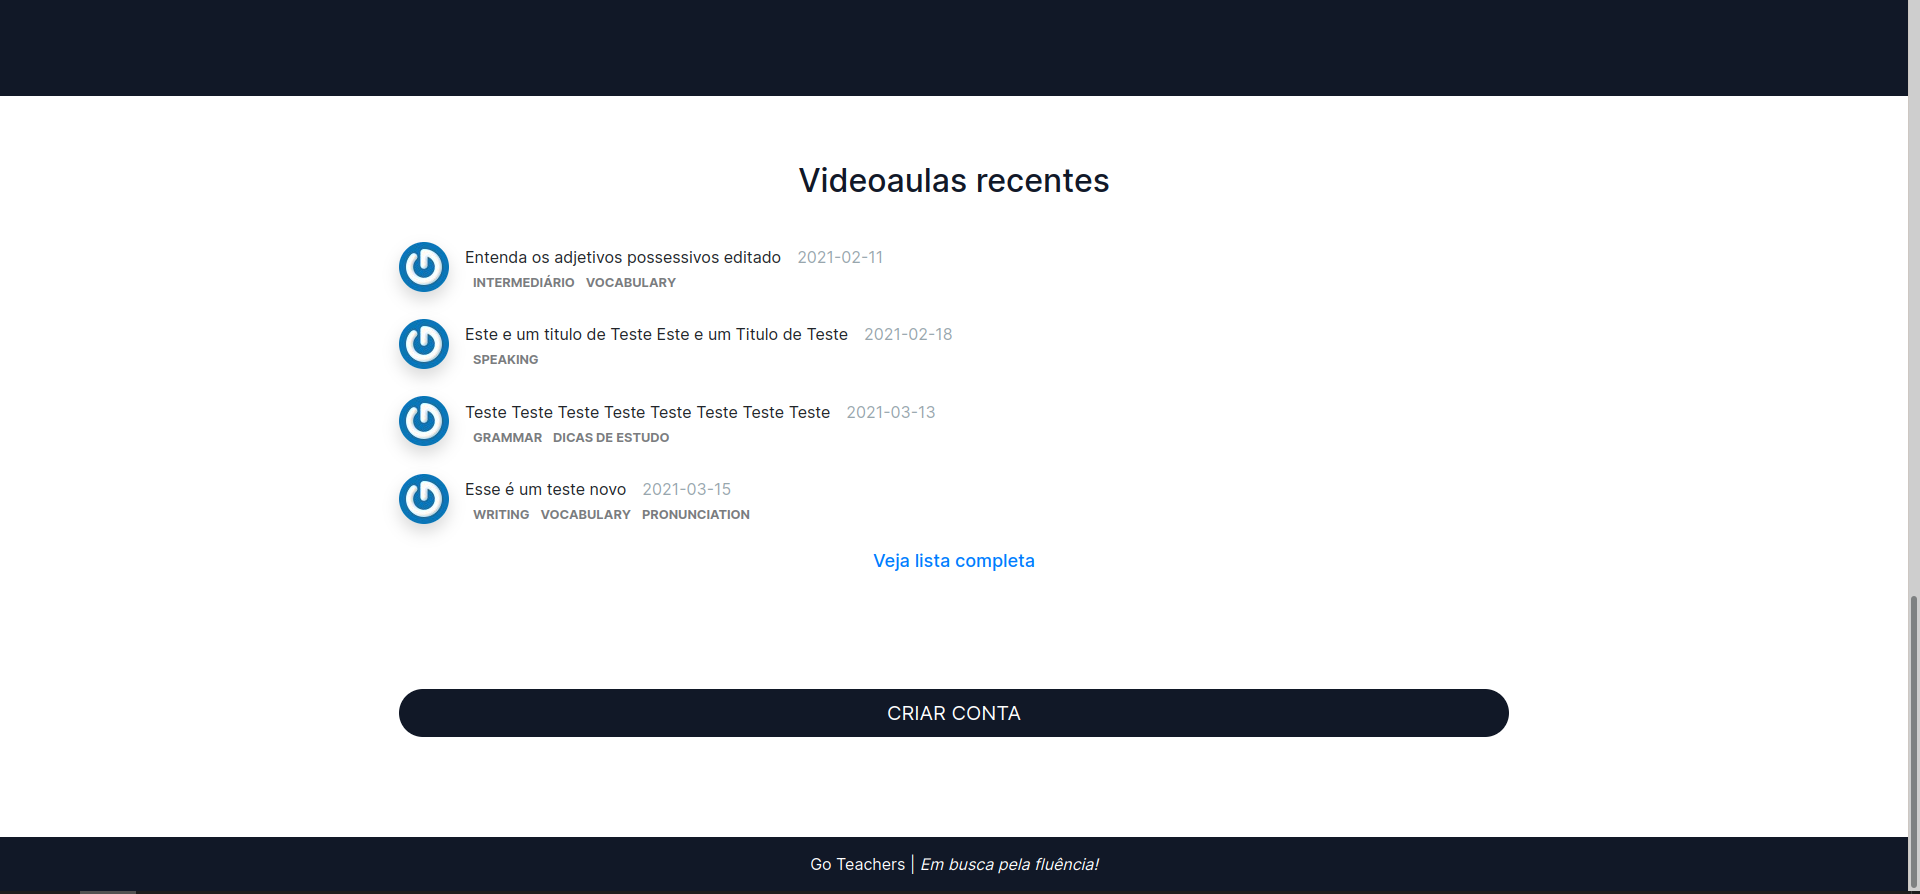 Videoaulas recentes
Entenda os adjetivos possessivos editado 2021-02-11
INTERMEDIÁRIO VOCABULARY
Este e um titulo de Teste Este e um Titulo de Teste 2021-02-18
SPEAKING
Teste Teste Teste Teste Teste Teste Teste Teste 2021-03-13
GRAMMAR DICAS DE ESTUDO
Esse é um teste novo 2021-03-15
WRITING VOCABULARY PRONUNCIATION
Veja lista completa
CRIAR CONTA
Go Teachers | Em busca pela fluência!